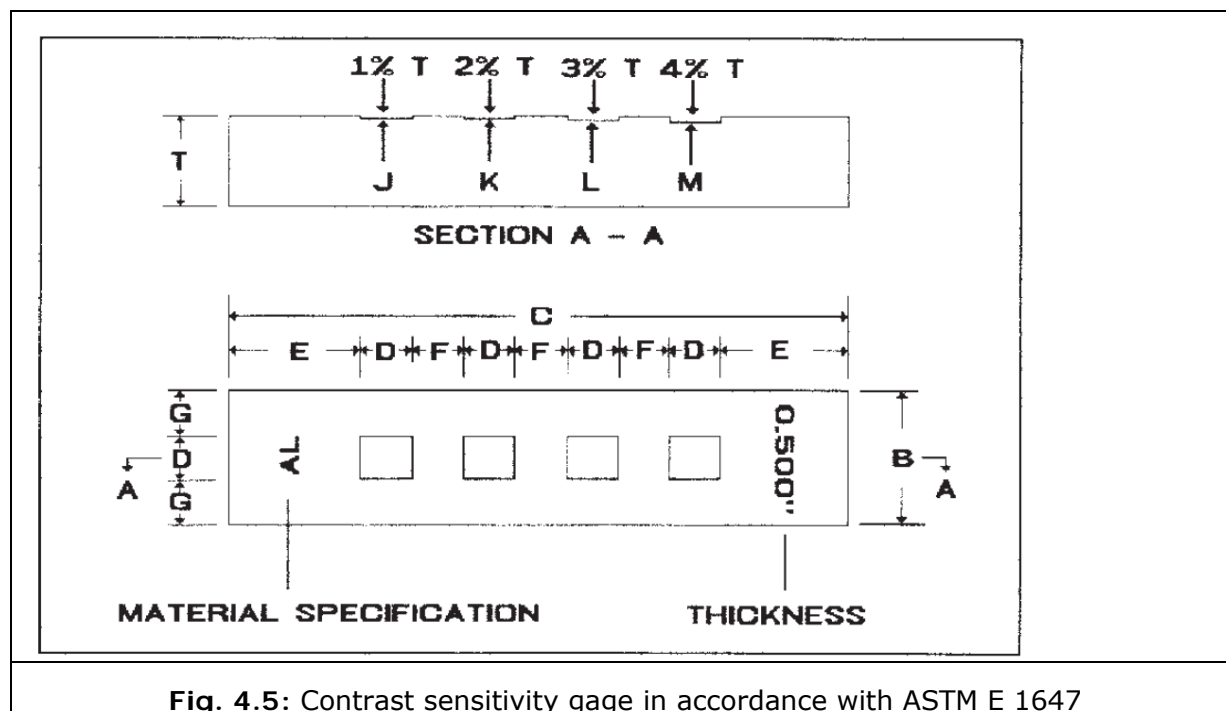 1% T 2% T 3% T 4% T
T
J K L M
SECTION A - A
C
E D F D F D F D E
G
D
G
A
AL
0.500"
B
A
MATERIAL SPECIFICATION
THICKNESS
Fig. 4.5: Contrast sensitivity gage in accordance with ASTM E 1647